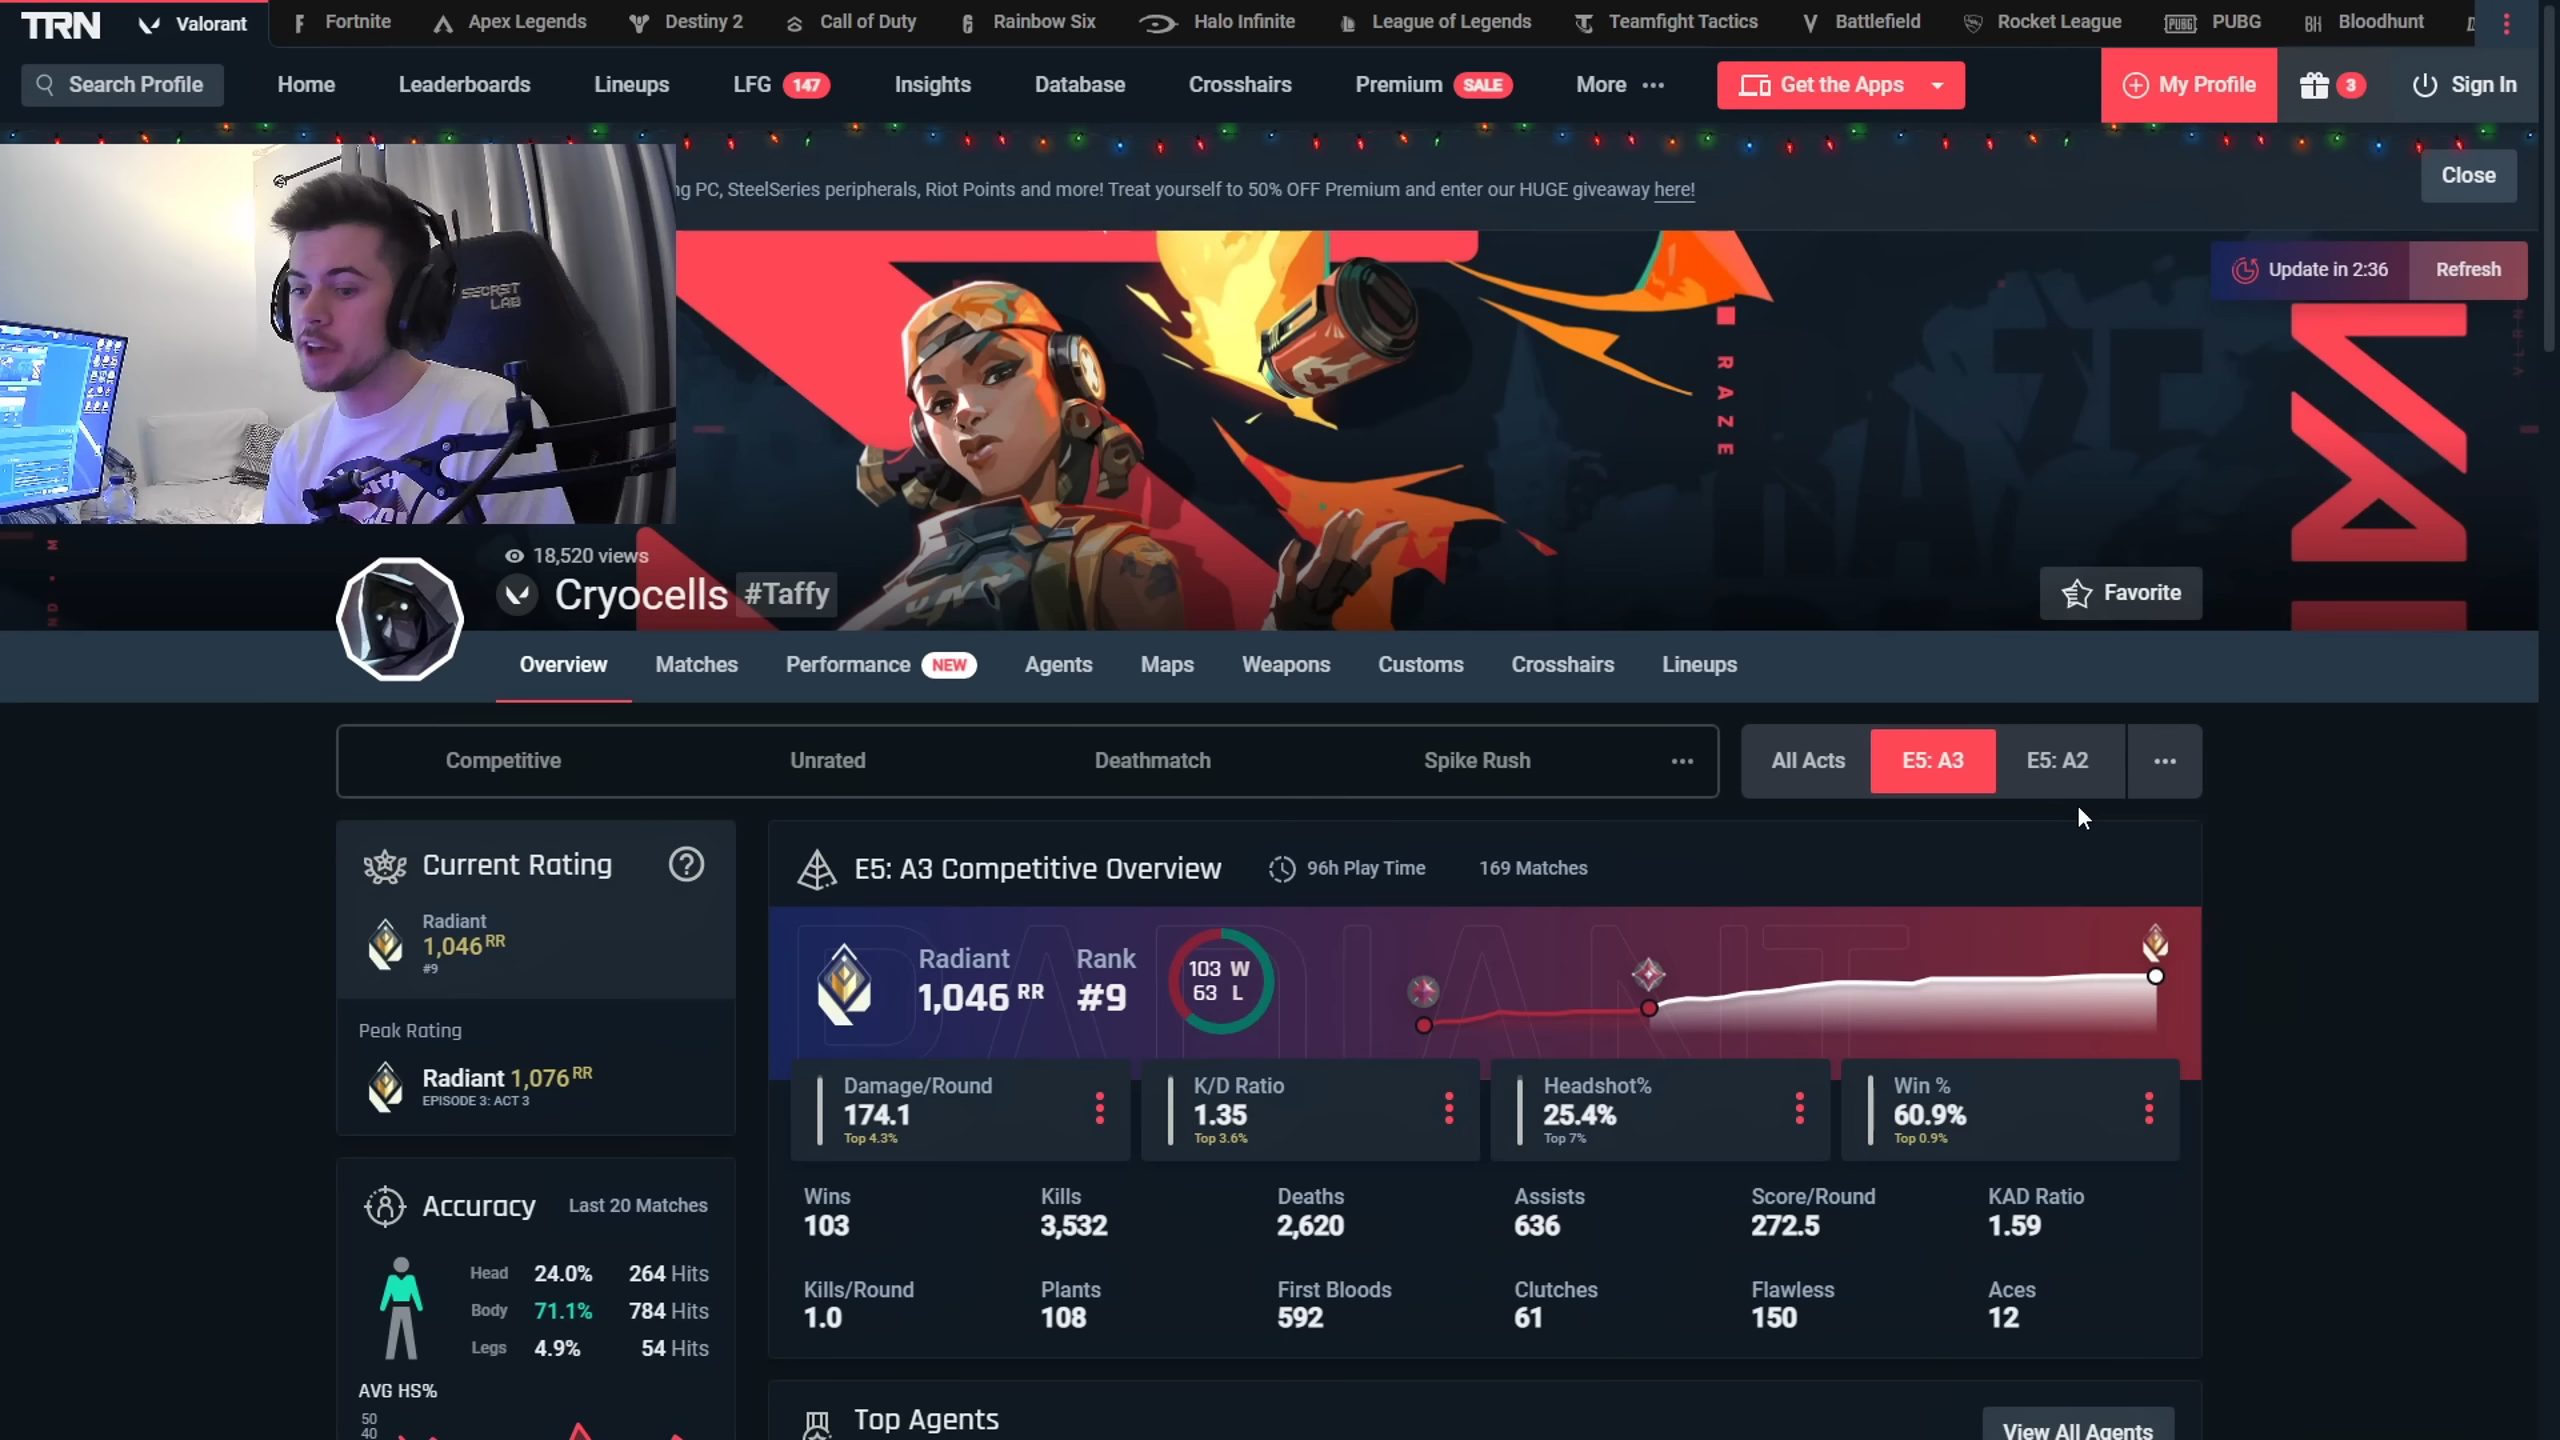 TRN Valorant Fortnite Apex Legends Destiny 2 Call of Duty Rainbow Six Halo Infinite League of Legends Teamfight Tactics Battlefield Rocket League PUBG PUBG BH Bloodhunt
Search Profile Home Leaderboards Lineups LFG 147 Insights Database Crosshairs Premium SALE More ••• Get the Apps My Profile 3 Sign In
PC, SteelSeries peripherals, Riot Points and more! Treat yourself to 50% OFF Premium and enter our HUGE giveaway here!
Close
Update in 2:36 Refresh
SECRET
LAB
RAZE
18,520 views
Cryocells #Taffy
Favorite
Overview Matches Performance NEW Agents Maps Weapons Customs Crosshairs Lineups
Competitive Unrated Deathmatch Spike Rush ••• All Acts E5: A3 E5: A2 •••
Current Rating ?
Radiant
1,046 RR
#9
Peak Rating
Radiant 1,076 RR
EPISODE 3: ACT 3
Accuracy Last 20 Matches
Head 24.0% 264 Hits
Body 71.1% 784 Hits
Legs 4.9% 54 Hits
AVG HS%
50
40
E5: A3 Competitive Overview 96h Play Time 169 Matches
RADIANT
Radiant Rank
1,046 RR #9
103 W
63 L
Damage/Round
174.1
Top 4.3%
K/D Ratio
1.35
Top 3.6%
Headshot%
25.4%
Top 7%
Win %
60.9%
Top 0.9%
Wins Kills Deaths Assists Score/Round KAD Ratio
103 3,532 2,620 636 272.5 1.59
Kills/Round Plants First Bloods Clutches Flawless Aces
1.0 108 592 61 150 12
Top Agents
View All Agents